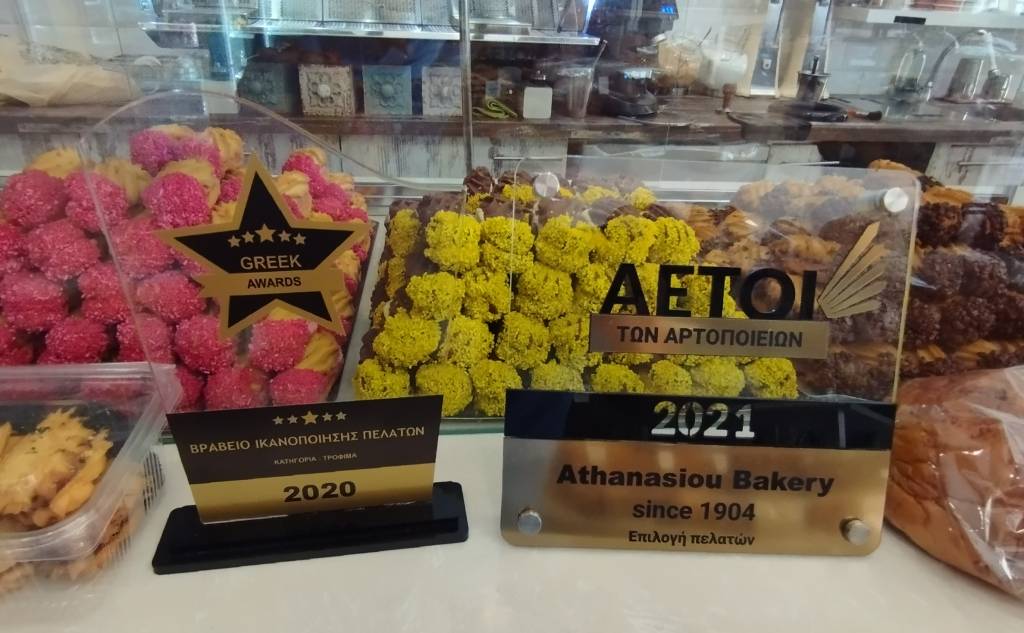 GREEK
AWARDS
ΒΡΑΒΕΙΟ ΙΚΑΝΟΠΟΙΗΣΗΣ ΠΕΛΑΤΩΝ
ΚΑΤΗΓΟΡΙΑ : ΤΡΟΦΙΜΑ
2020
ΑΕΤΟΙ
ΤΩΝ ΑΡΤΟΠΟΙΕΙΩΝ
2021
Athanasiou Bakery
since 1904
Επιλογή πελατών